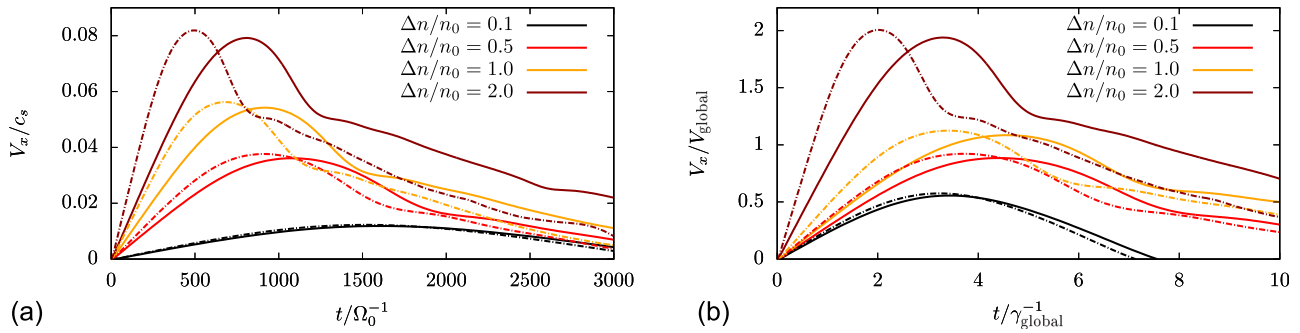 0.08
0.06
0.04
0.02
0
V_x/c_s
Δn/n_0 = 0.1
Δn/n_0 = 0.5
Δn/n_0 = 1.0
Δn/n_0 = 2.0
0 500 1000 1500 2000 2500 3000
t/Ω_0^{-1}
(a)
2
1.5
1
0.5
0
V_x/V_global
Δn/n_0 = 0.1
Δn/n_0 = 0.5
Δn/n_0 = 1.0
Δn/n_0 = 2.0
0 2 4 6 8 10
t/γ_global^{-1}
(b)